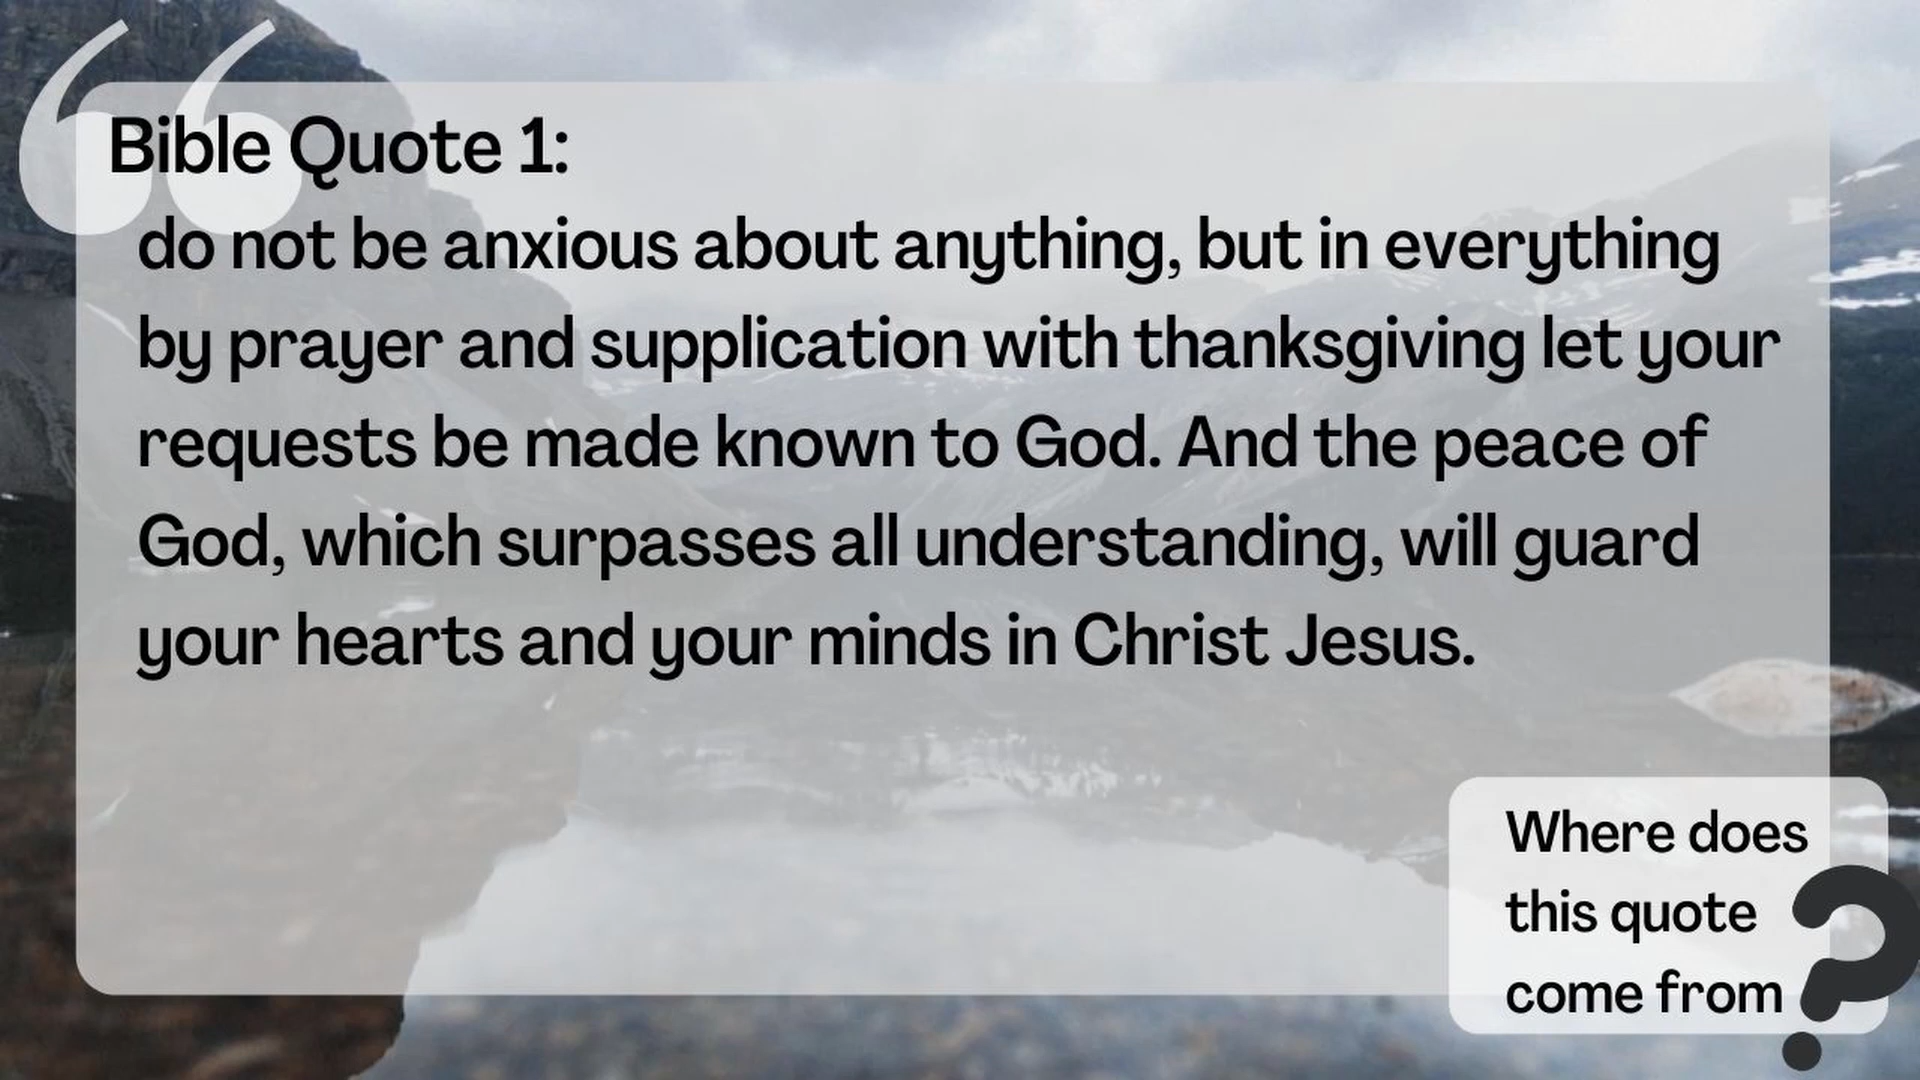 “
Bible Quote 1:
do not be anxious about anything, but in everything
by prayer and supplication with thanksgiving let your
requests be made known to God. And the peace of
God, which surpasses all understanding, will guard
your hearts and your minds in Christ Jesus.
Where does
this quote
come from
?